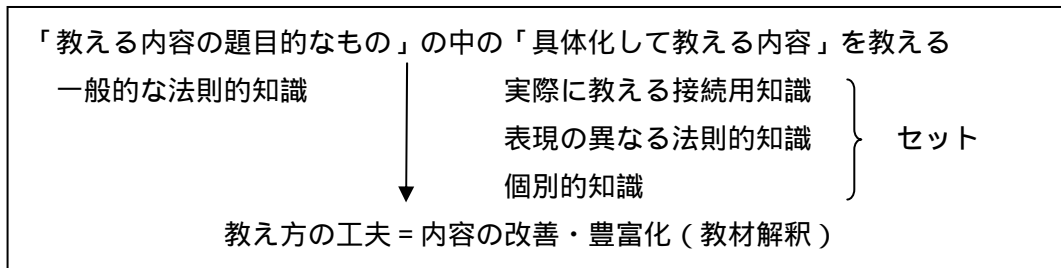 「教える内容の題目的なもの」の中の「具体化して教える内容」を教える
一般的な法則的知識 実際に教える接続用知識
表現の異なる法則的知識 セット
個別的知識
教え方の工夫=内容の改善・豊富化(教材解釈)